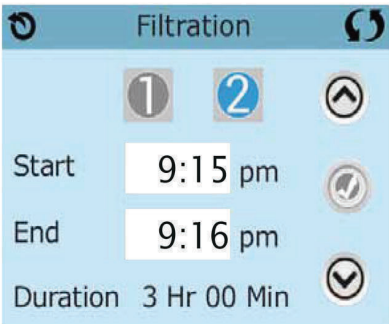 Filtration
1 2
Start 9:15 pm
End 9:16 pm
Duration 3 Hr 00 Min